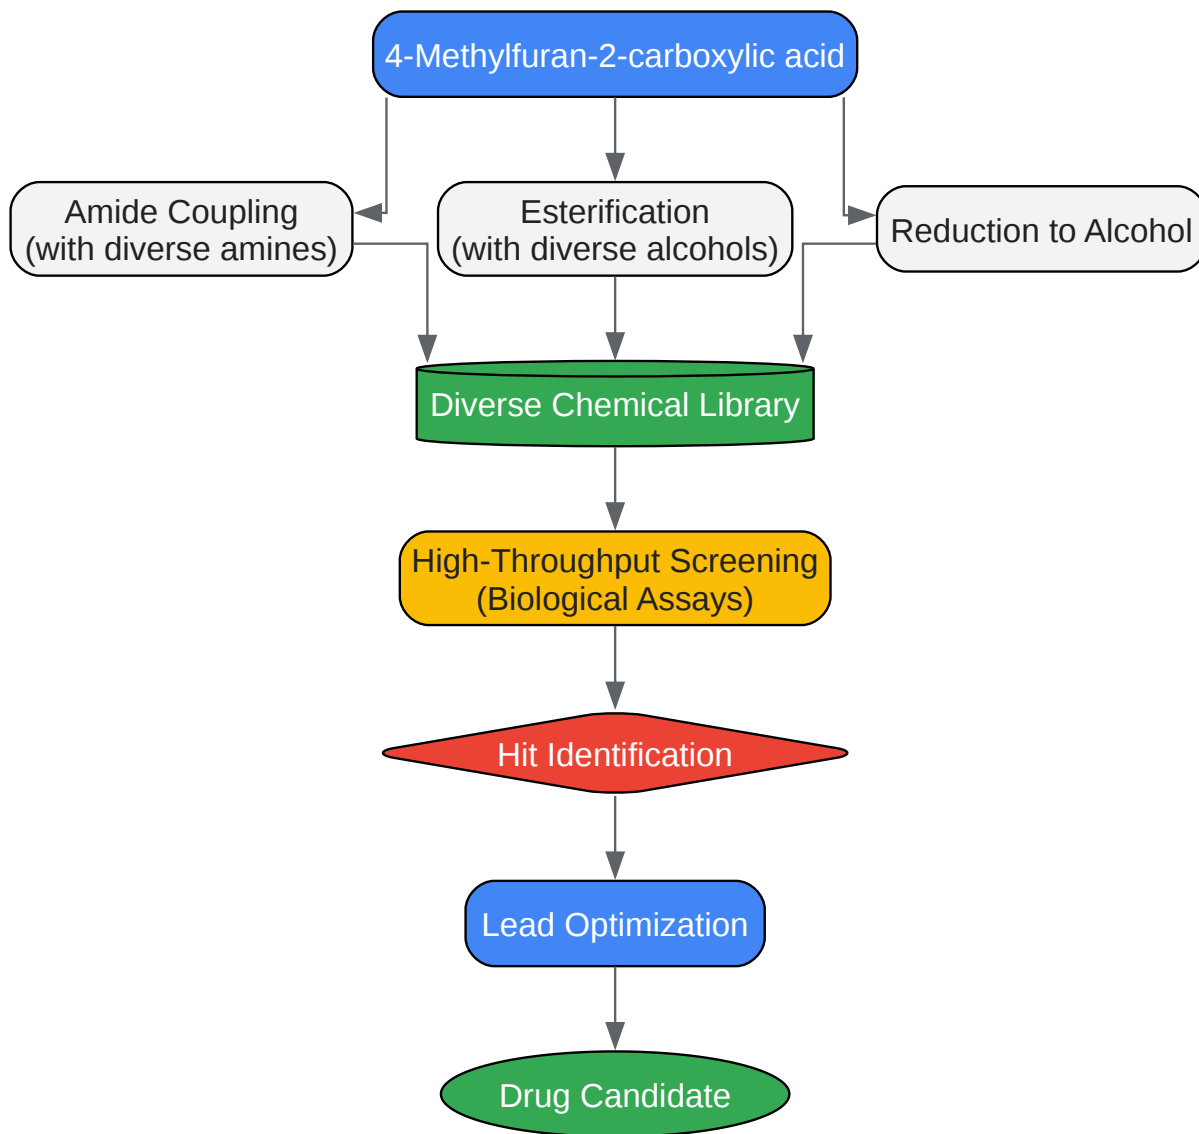 4-Methylfuran-2-carboxylic acid
Amide Coupling
(with diverse amines)
Esterification
(with diverse alcohols)
Reduction to Alcohol
Diverse Chemical Library
High-Throughput Screening
(Biological Assays)
Hit Identification
Lead Optimization
Drug Candidate